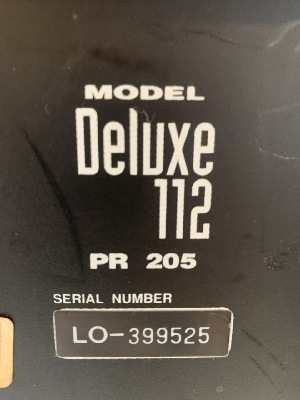 MODEL
Deluxe
112
PR 205
SERIAL NUMBER
LO-399525